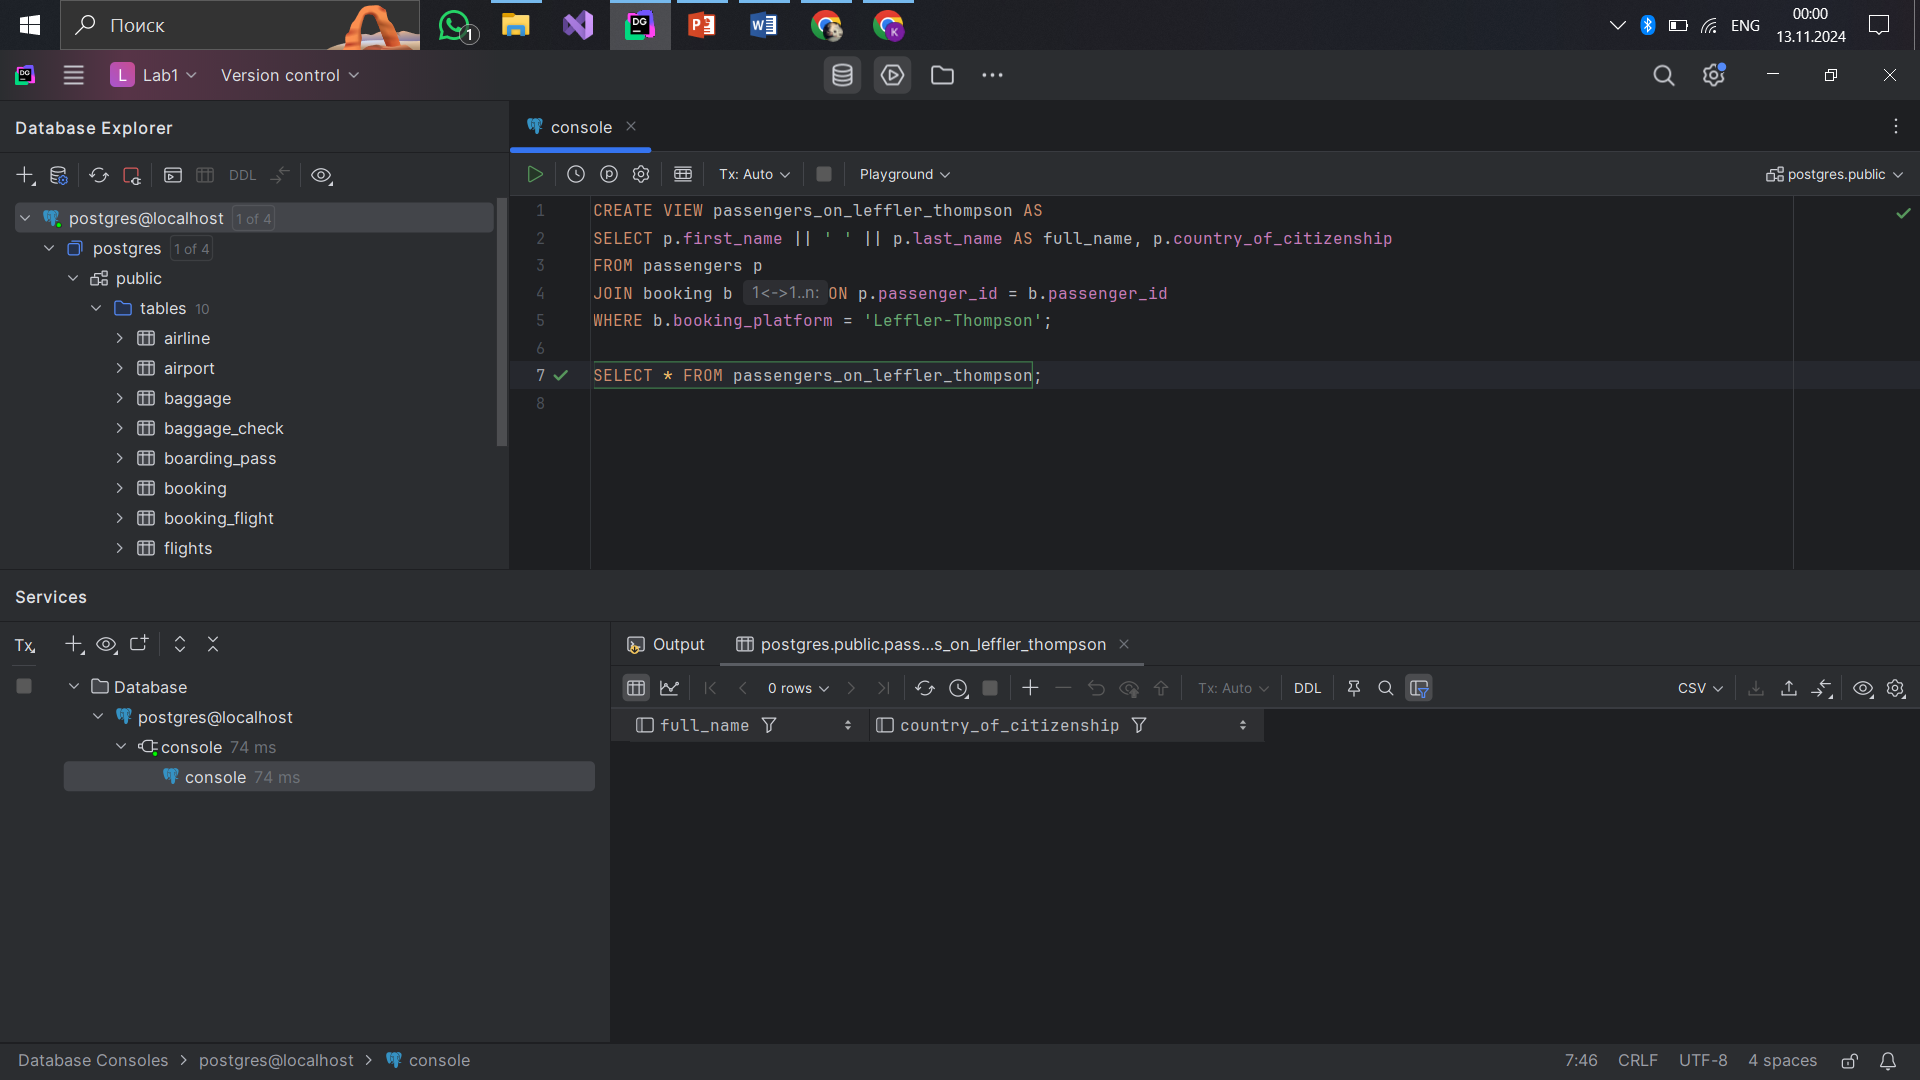 Поиск
1
ENG
00:00
13.11.2024
L Lab1
Version control
Database Explorer
console
DDL
Tx: Auto
Playground
postgres.public
postgres@localhost 1 of 4
postgres 1 of 4
public
tables 10
airline
airport
baggage
baggage_check
boarding_pass
booking
booking_flight
flights
1 CREATE VIEW passengers_on_leffler_thompson AS
2 SELECT p.first_name || ' ' || p.last_name AS full_name, p.country_of_citizenship
3 FROM passengers p
4 JOIN booking b 1<->1..n: ON p.passenger_id = b.passenger_id
5 WHERE b.booking_platform = 'Leffler-Thompson';
6
7 SELECT * FROM passengers_on_leffler_thompson;
8
Services
Tx
Database
postgres@localhost
console 74 ms
console 74 ms
Output
postgres.public.pass...s_on_leffler_thompson
0 rows
Tx: Auto
DDL
CSV
full_name
country_of_citizenship
Database Consoles > postgres@localhost > console
7:46 CRLF UTF-8 4 spaces